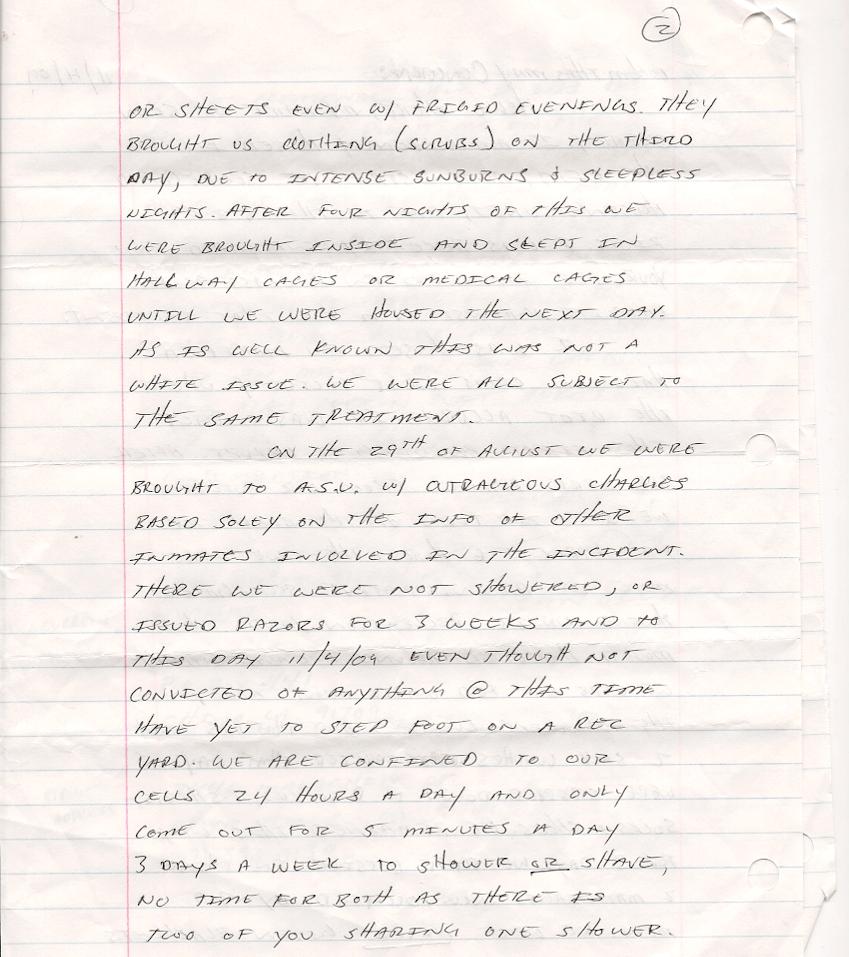 2
OR SHEETS EVEN W/ FRIGID EVENINGS. THEY
BROUGHT US CLOTHING (SCRUBS) ON THE THIRD
DAY, DUE TO INTENSE SUNBURNS & SLEEPLESS
NIGHTS. AFTER FOUR NIGHTS OF THIS WE
WERE BROUGHT INSIDE AND SLEPT IN
HALLWAY CAGES OR MEDICAL CAGES
UNTILL WE WERE HOUSED THE NEXT DAY.
AS IS WELL KNOWN THIS WAS NOT A
WHITE ISSUE. WE WERE ALL SUBJECT TO
THE SAME TREATMENT.
ON THE 29TH OF AUGUST WE WERE
BROUGHT TO A.S.U. W/ OUTRAGEOUS CHARGES
BASED SOLEY ON THE INFO OF OTHER
INMATES INVOLVED IN THE INCIDENT.
THERE WE WERE NOT SHOWERED, OR
ISSUED RAZORS FOR 3 WEEKS AND TO
THIS DAY 11/4/09 EVEN THOUGH NOT
CONVICTED OF ANYTHING @ THIS TIME
HAVE YET TO STEP FOOT ON A REC
YARD. WE ARE CONFINED TO OUR
CELLS 24 HOURS A DAY AND ONLY
COME OUT FOR 5 MINUTES A DAY
3 DAYS A WEEK TO SHOWER OR SHAVE,
NO TIME FOR BOTH AS THERE IS
TWO OF YOU SHARING ONE SHOWER.